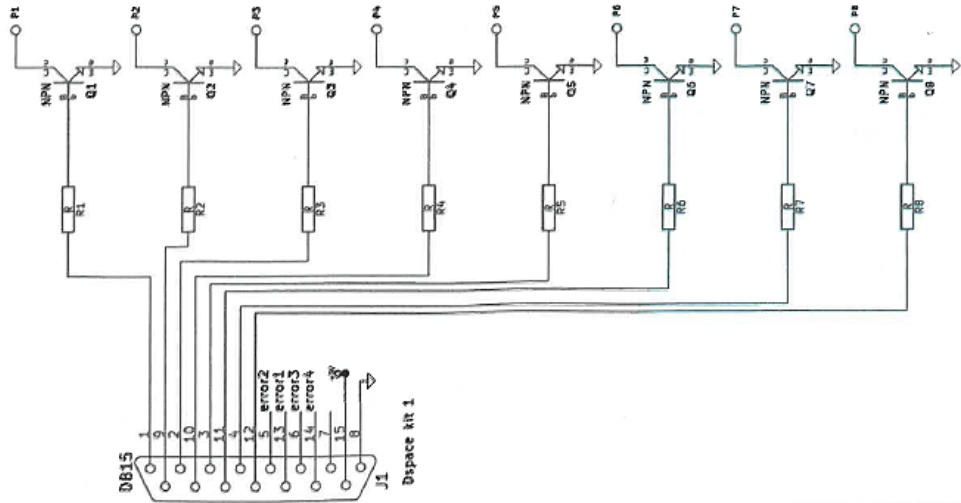 P1
P2
P3
P4
P5
P6
P7
P8
NPN
Q1
NPN
Q2
NPN
Q3
NPN
Q4
NPN
Q5
NPN
Q6
NPN
Q7
NPN
Q8
R
R1
R
R2
R
R3
R
R4
R
R5
R
R6
R
R7
R
R8
DB15
1
9
2
10
3
11
4
12
5 error2
13 error1
6 error3
14 error4
7
15
8
J1
Dspace kit 1